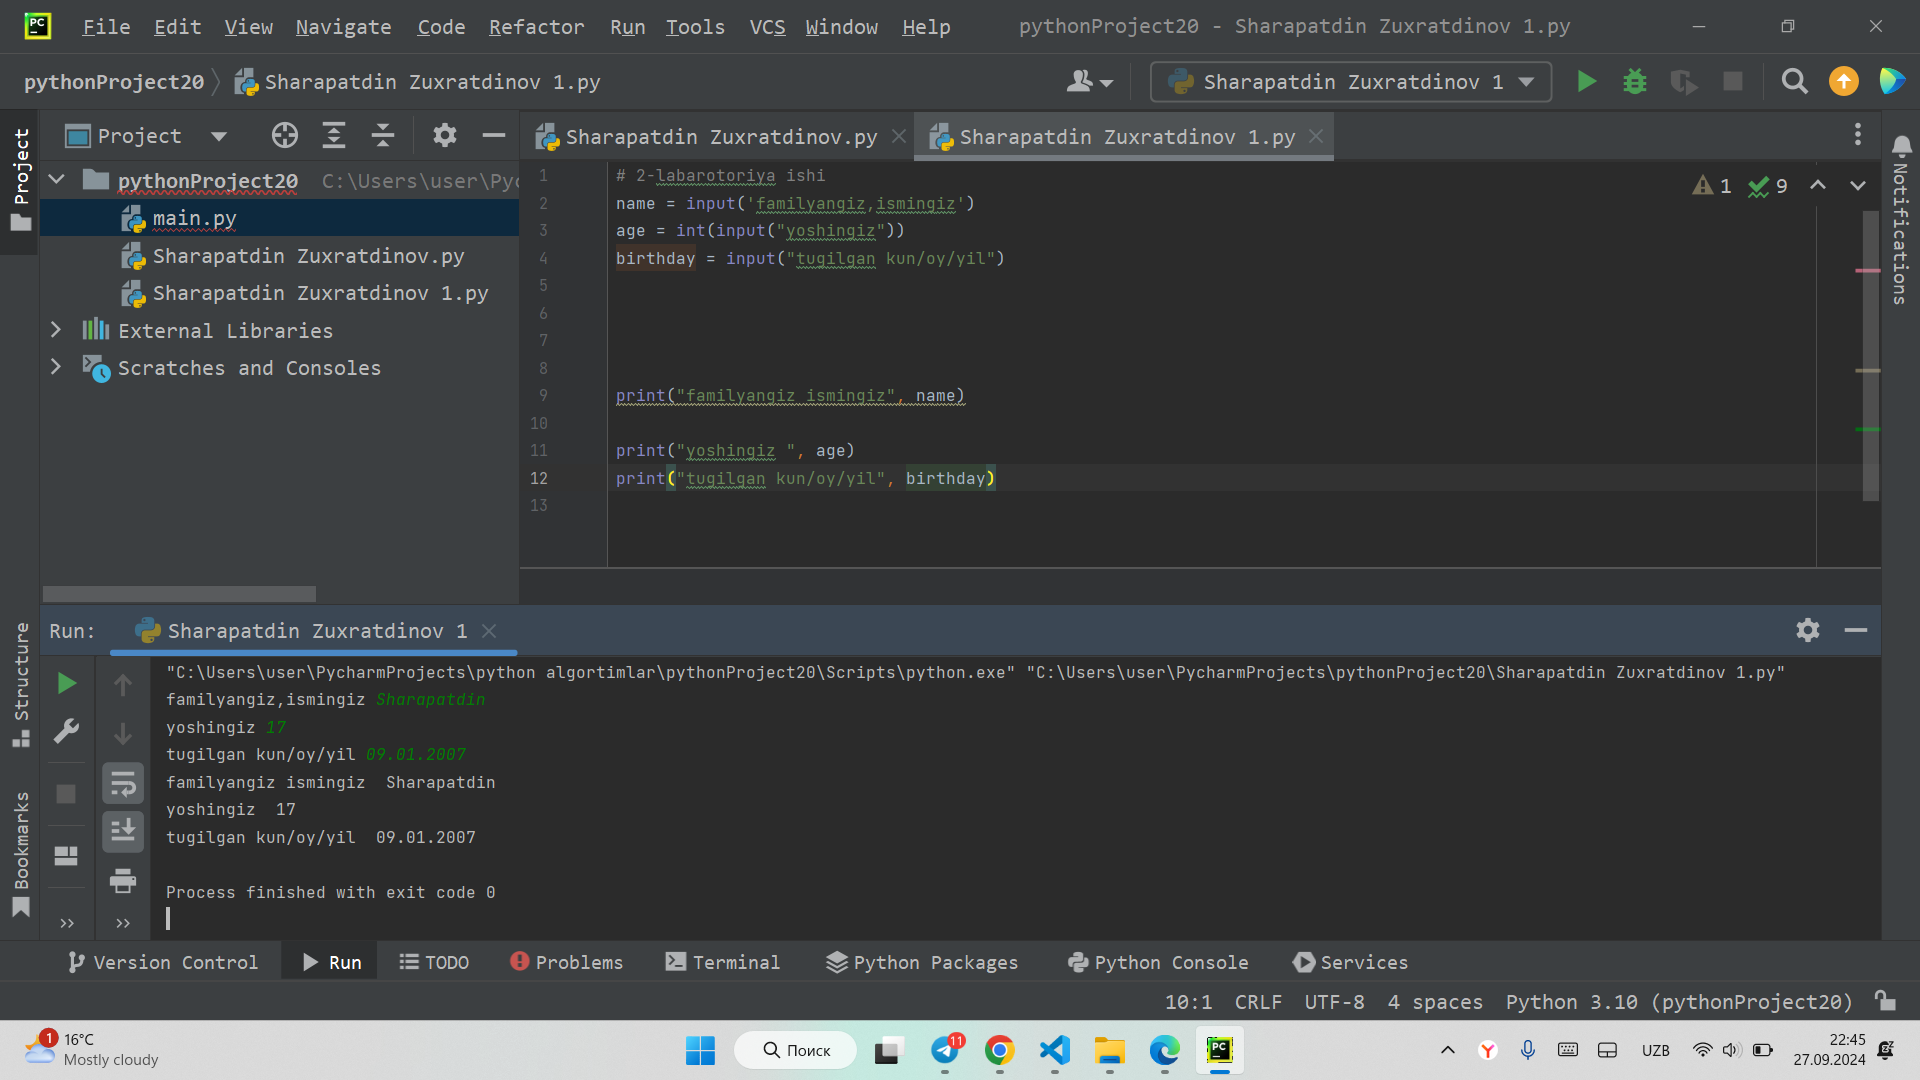 File Edit View Navigate Code Refactor Run Tools VCS Window Help pythonProject20 - Sharapatdin Zuxratdinov 1.py
pythonProject20 Sharapatdin Zuxratdinov 1.py Sharapatdin Zuxratdinov 1
Project Sharapatdin Zuxratdinov.py Sharapatdin Zuxratdinov 1.py
Project
Notifications
pythonProject20 C:\Users\user\Pyc
main.py
Sharapatdin Zuxratdinov.py
Sharapatdin Zuxratdinov 1.py
External Libraries
Scratches and Consoles
1 # 2-labarotoriya ishi
2 name = input('familyangiz,ismingiz')
3 age = int(input("yoshingiz"))
4 birthday = input("tugilgan kun/oy/yil")
5
6
7
8
9 print("familyangiz ismingiz", name)
10
11 print("yoshingiz ", age)
12 print("tugilgan kun/oy/yil", birthday)
13
1 9
Run: Sharapatdin Zuxratdinov 1
Structure
Bookmarks
"C:\Users\user\PycharmProjects\python algortimlar\pythonProject20\Scripts\python.exe" "C:\Users\user\PycharmProjects\pythonProject20\Sharapatdin Zuxratdinov 1.py"
familyangiz,ismingiz Sharapatdin
yoshingiz 17
tugilgan kun/oy/yil 09.01.2007
familyangiz ismingiz  Sharapatdin
yoshingiz  17
tugilgan kun/oy/yil  09.01.2007
Process finished with exit code 0
Version Control Run TODO Problems Terminal Python Packages Python Console Services
10:1 CRLF UTF-8 4 spaces Python 3.10 (pythonProject20)
1 16°C
Mostly cloudy
Поиск
11
PC
UZB
22:45
27.09.2024